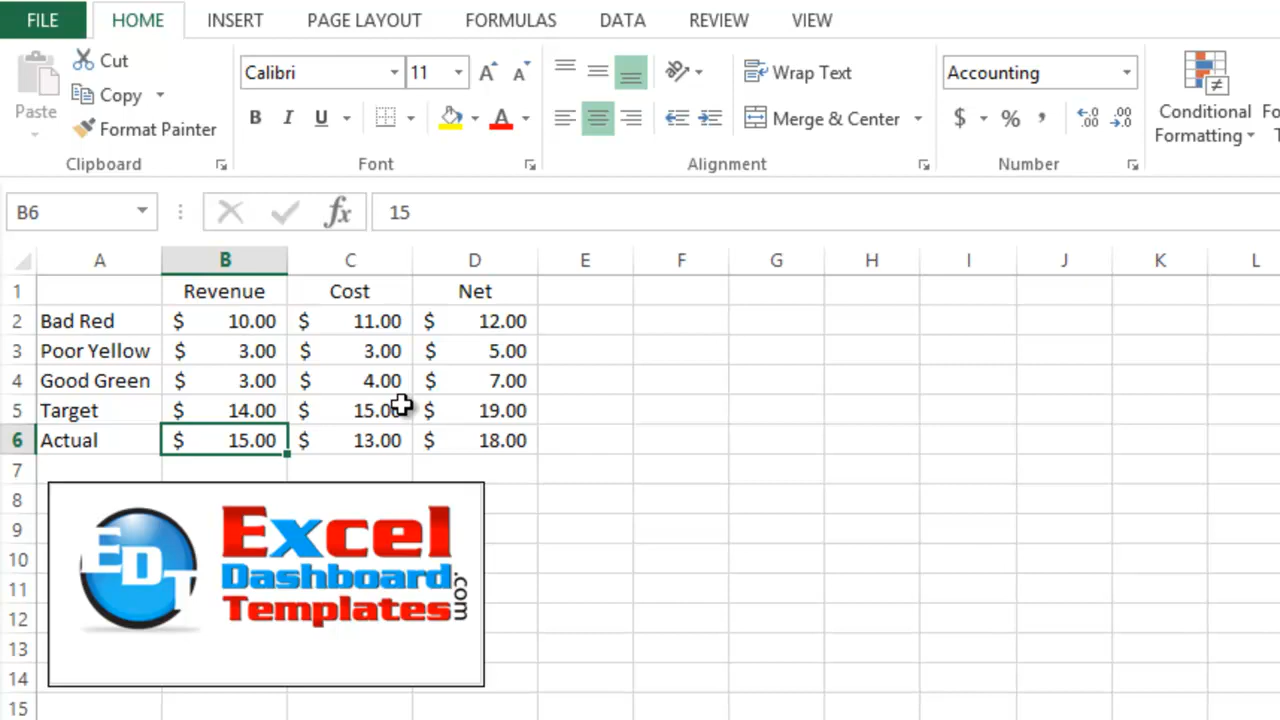 FILE HOME INSERT PAGE LAYOUT FORMULAS DATA REVIEW VIEW
Paste
Cut
Copy
Format Painter
Clipboard
Calibri 11
B I U
Font
Wrap Text
Merge & Center
Alignment
Accounting
$ % ,
Number
Conditional
Formatting
B6 fx 15
A B C D E F G H I J K L
1 Revenue Cost Net
2 Bad Red $ 10.00 $ 11.00 $ 12.00
3 Poor Yellow $ 3.00 $ 3.00 $ 5.00
4 Good Green $ 3.00 $ 4.00 $ 7.00
5 Target $ 14.00 $ 15.00 $ 19.00
6 Actual $ 15.00 $ 13.00 $ 18.00
7
8
9
10
11
12
13
14
15
EDT
Excel
Dashboard
Templates
.com